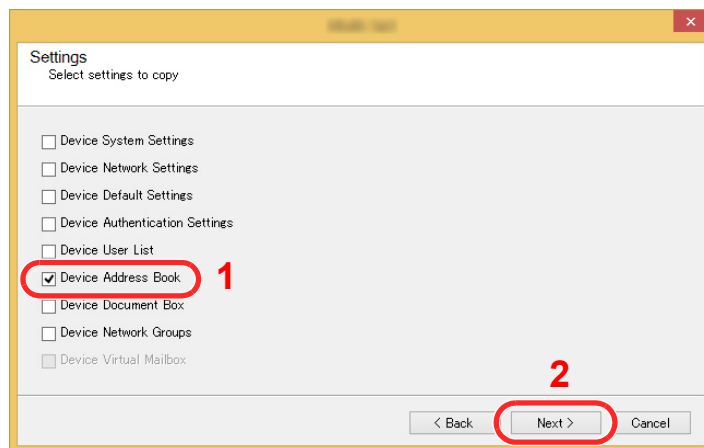 Settings
Select settings to copy
Device System Settings
Device Network Settings
Device Default Settings
Device Authentication Settings
Device User List
Device Address Book 1
Device Document Box
Device Network Groups
Device Virtual Mailbox
2
< Back Next > Cancel